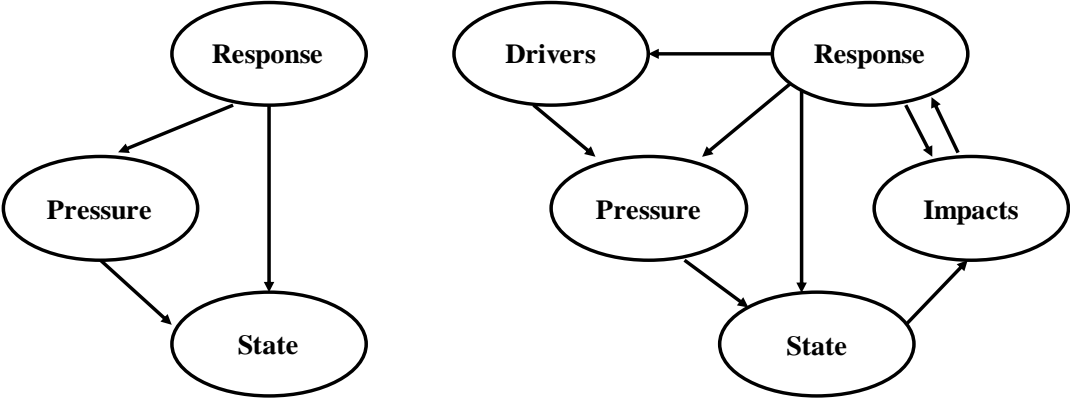 Response
Pressure
State
Drivers
Response
Pressure
Impacts
State